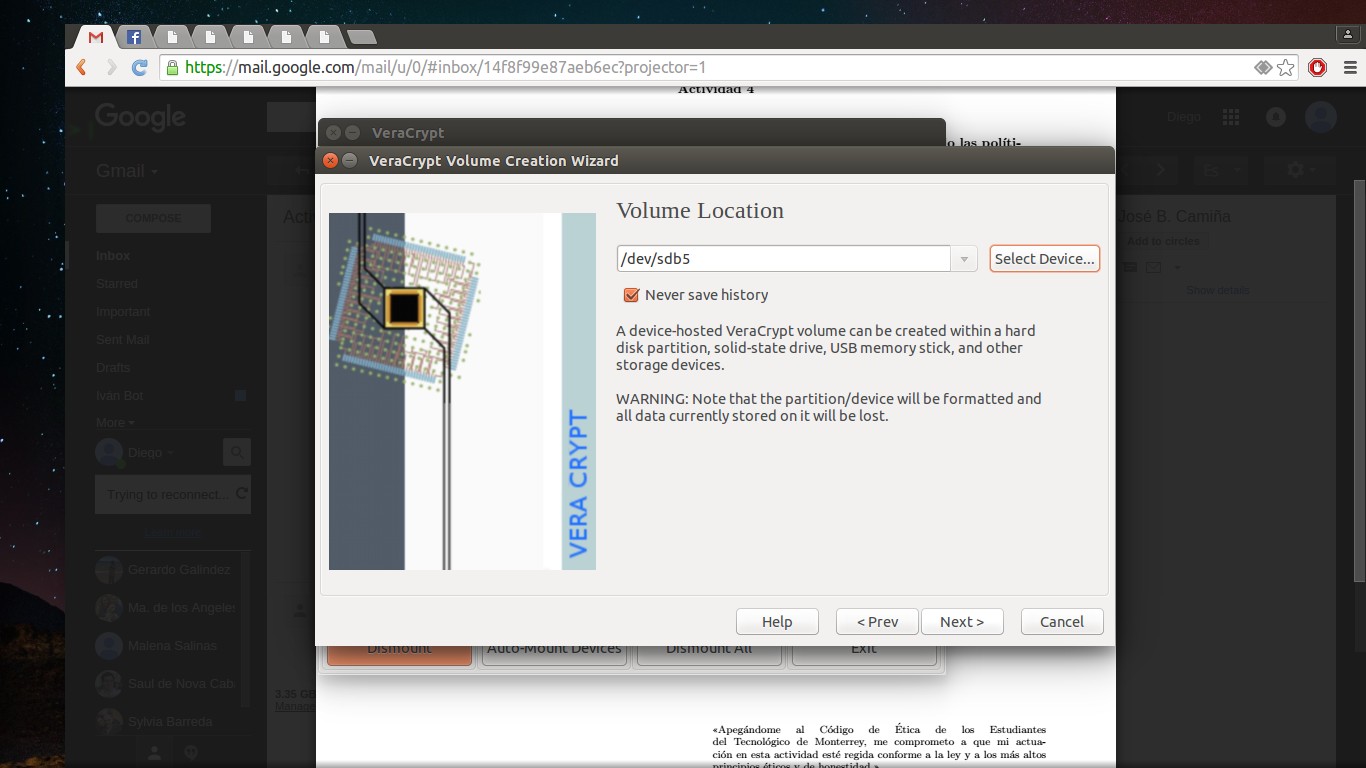 https://mail.google.com/mail/u/0/#inbox/14f8f99e87aeb6ec?projector=1
Actividad 4
Google
Diego
o las políti-
VeraCrypt
VeraCrypt Volume Creation Wizard
Gmail
COMPOSE
Inbox
Starred
Important
Sent Mail
Drafts
Iván Bot
More
Diego
Trying to reconnect...
Gerardo Galindez
Ma. de los Angeles
Malena Salinas
Saul de Nova Cab
Sylvia Barreda
Volume Location
/dev/sdb5
Select Device...
Never save history
A device-hosted VeraCrypt volume can be created within a hard
disk partition, solid-state drive, USB memory stick, and other
storage devices.
WARNING: Note that the partition/device will be formatted and
all data currently stored on it will be lost.
VERA CRYPT
Help
< Prev
Next >
Cancel
José B. Camiña
Add to circles
Show details
Dismount
Auto-Mount Devices
Dismount All
Exit
3.35 GB
Manage
«Apegándome al Código de Ética de los Estudiantes
del Tecnológico de Monterrey, me comprometo a que mi actua-
ción en esta actividad esté regida conforme a la ley y a los más altos
principios éticos y de honestidad.»